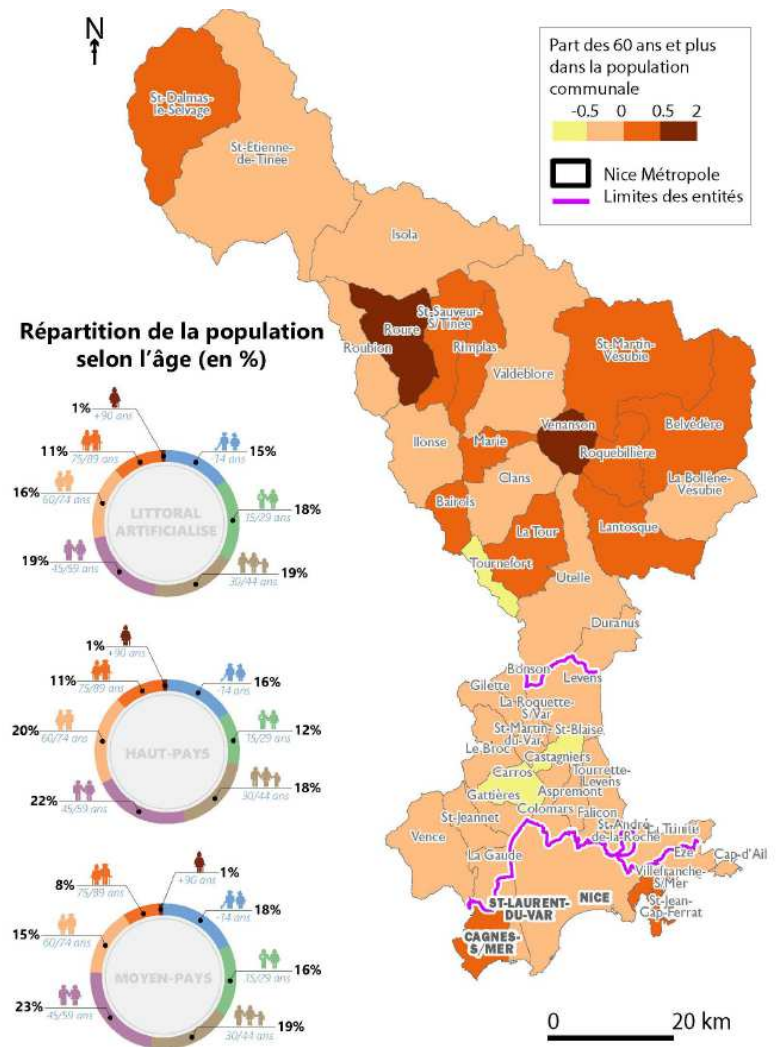 N
Part des 60 ans et plus
dans la population
communale
-0.5 0 0.5 2
Nice Métropole
Limites des entités
St-Dalmas-
le-Selvage
St-Etienne-
de-Tinée
Isola
St-Sauveur-
S/Tinée
Roure
Rimplas
Roubion
Valdeblore
St-Martin-
Vésubie
Venanson
Belvédère
Roquebillière
Ilonse
Marie
Clans
La Bollène-
Vésubie
Bairols
La Tour
Lantosque
Tournefort
Utelle
Duranus
Bonson
Levens
Gilette
La-Roquette-
S/Var
St-Martin-
du-Var
St-Blaise
Le Broc
Castagniers
Carros
Tourrette-
Levens
Gattières
Aspremont
Colomars
Falicon
St-Jeannet
St-André
de-la-Roche
La Trinité
Vence
Eze
Cap-d'Ail
La Gaude
Villefranche-
S/Mer
ST-LAURENT-
DU-VAR
NICE
St-Jean-
Cap-Ferrat
CAGNES-
S/MER
0 20 km
Répartition de la population
selon l'âge (en %)
1%
+90 ans
11%
75/89 ans
15%
-14 ans
16%
60/74 ans
18%
15/29 ans
LITTORAL
ARTIFICIALISE
19%
45/59 ans
19%
30/44 ans
1%
+90 ans
11%
75/89 ans
16%
-14 ans
20%
60/74 ans
12%
15/29 ans
HAUT-PAYS
22%
45/59 ans
18%
30/44 ans
8%
75/89 ans
1%
+90 ans
18%
-14 ans
15%
60/74 ans
16%
15/29 ans
MOYEN-PAYS
23%
45/59 ans
19%
30/44 ans